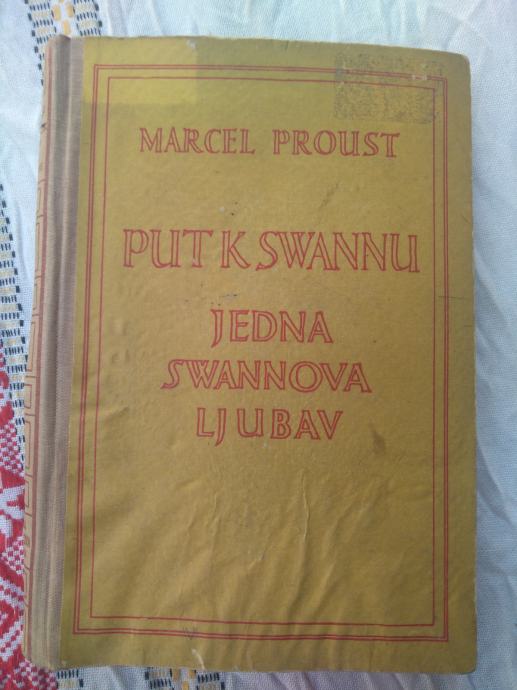 MARCEL PROUST
PUT K SWANNU
JEDNA
SWANNOVA
LJUBAV